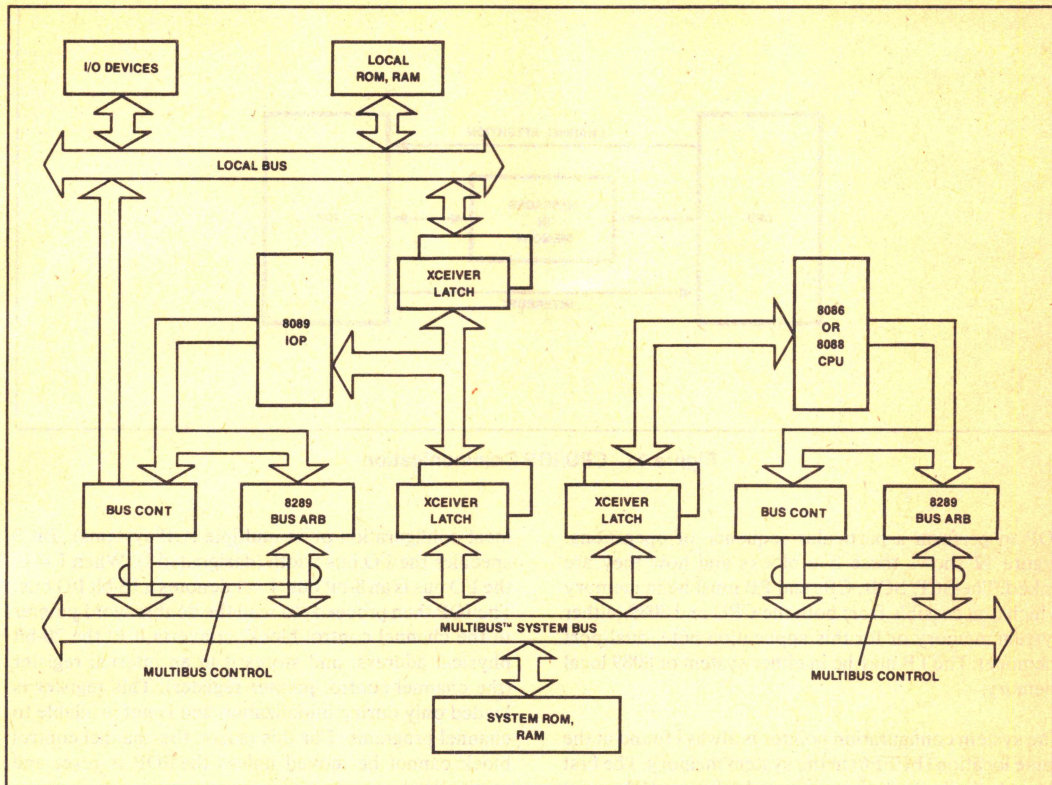 I/O DEVICES
LOCAL
ROM, RAM
LOCAL BUS
XCEIVER
LATCH
8089
IOP
8086
OR
8088
CPU
BUS CONT
8289
BUS ARB
XCEIVER
LATCH
XCEIVER
LATCH
BUS CONT
8289
BUS ARB
MULTIBUS™ SYSTEM BUS
MULTIBUS CONTROL
MULTIBUS CONTROL
SYSTEM ROM,
RAM